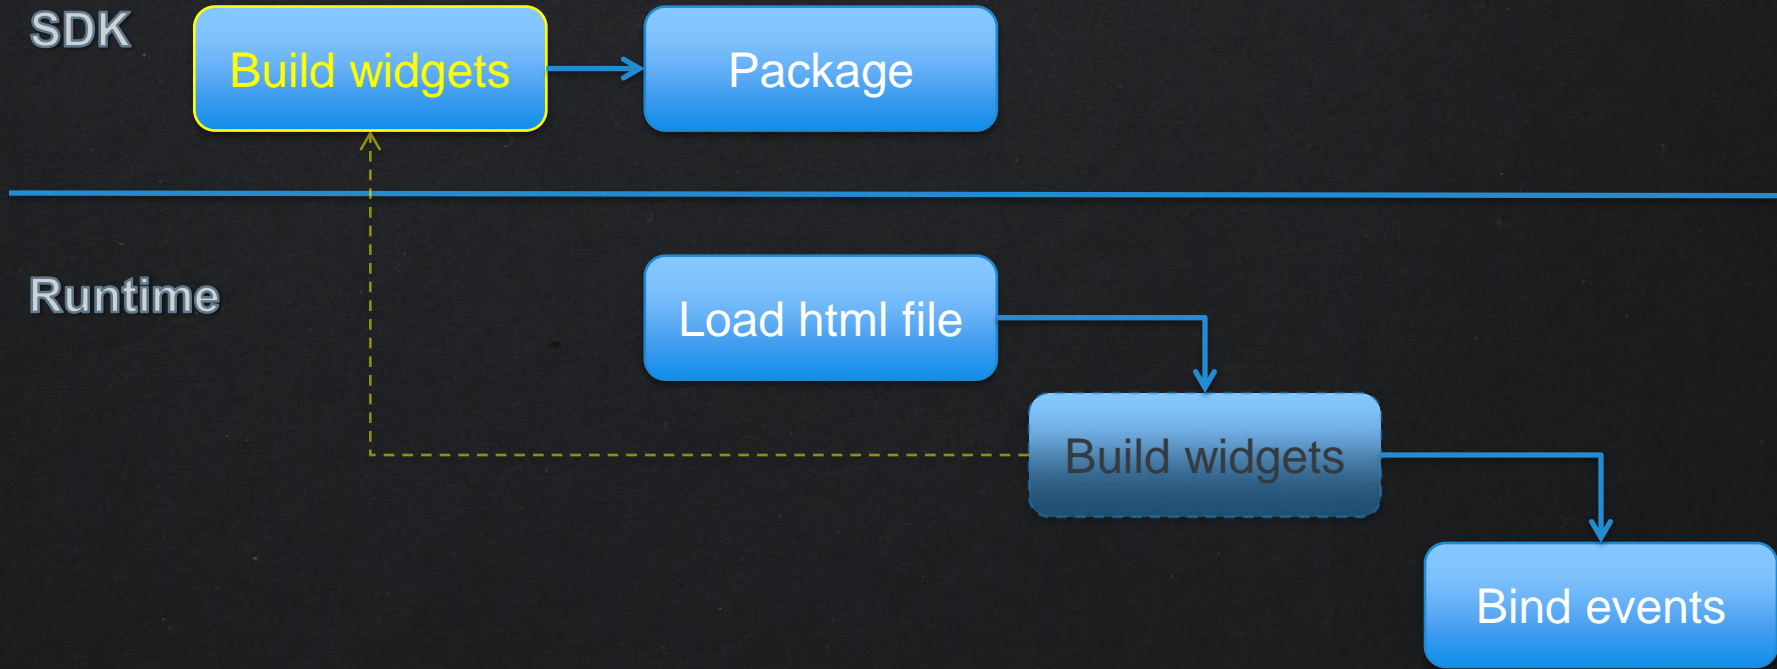 SDK
Build widgets
Package
Runtime
Load html file
Build widgets
Bind events